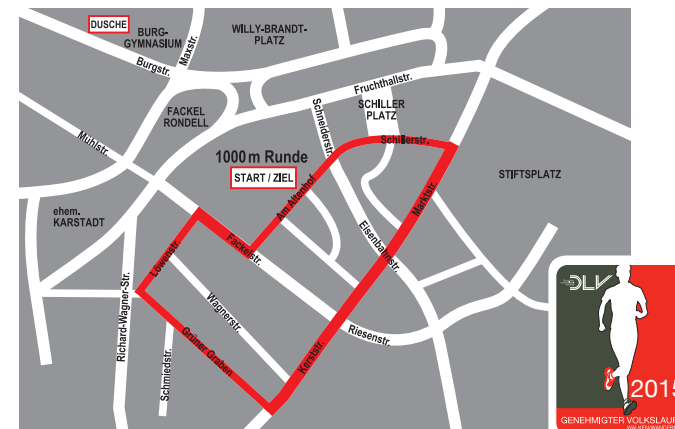 DUSCHE
BURG-
GYMNASIUM
WILLY-BRANDT-
PLATZ
Maxstr.
Burgstr.
Fruchthallstr.
FACKEL
RONDELL
SCHILLER
PLATZ
Schneiderstr.
Schillerstr.
Mühlstr.
1000 m Runde
START / ZIEL
STIFTSPLATZ
Am Altenhof
Marktstr.
ehem.
KARSTADT
Löwenstr.
Fackelstr.
Eisenbahnstr.
Richard-Wagner-Str.
Wagnerstr.
Riesenstr.
Grüner Graben
Schmiedstr.
Kerststr.
DLV
2015
GENEHMIGTER VOLKSLAUF
WALKEN/WANDERN